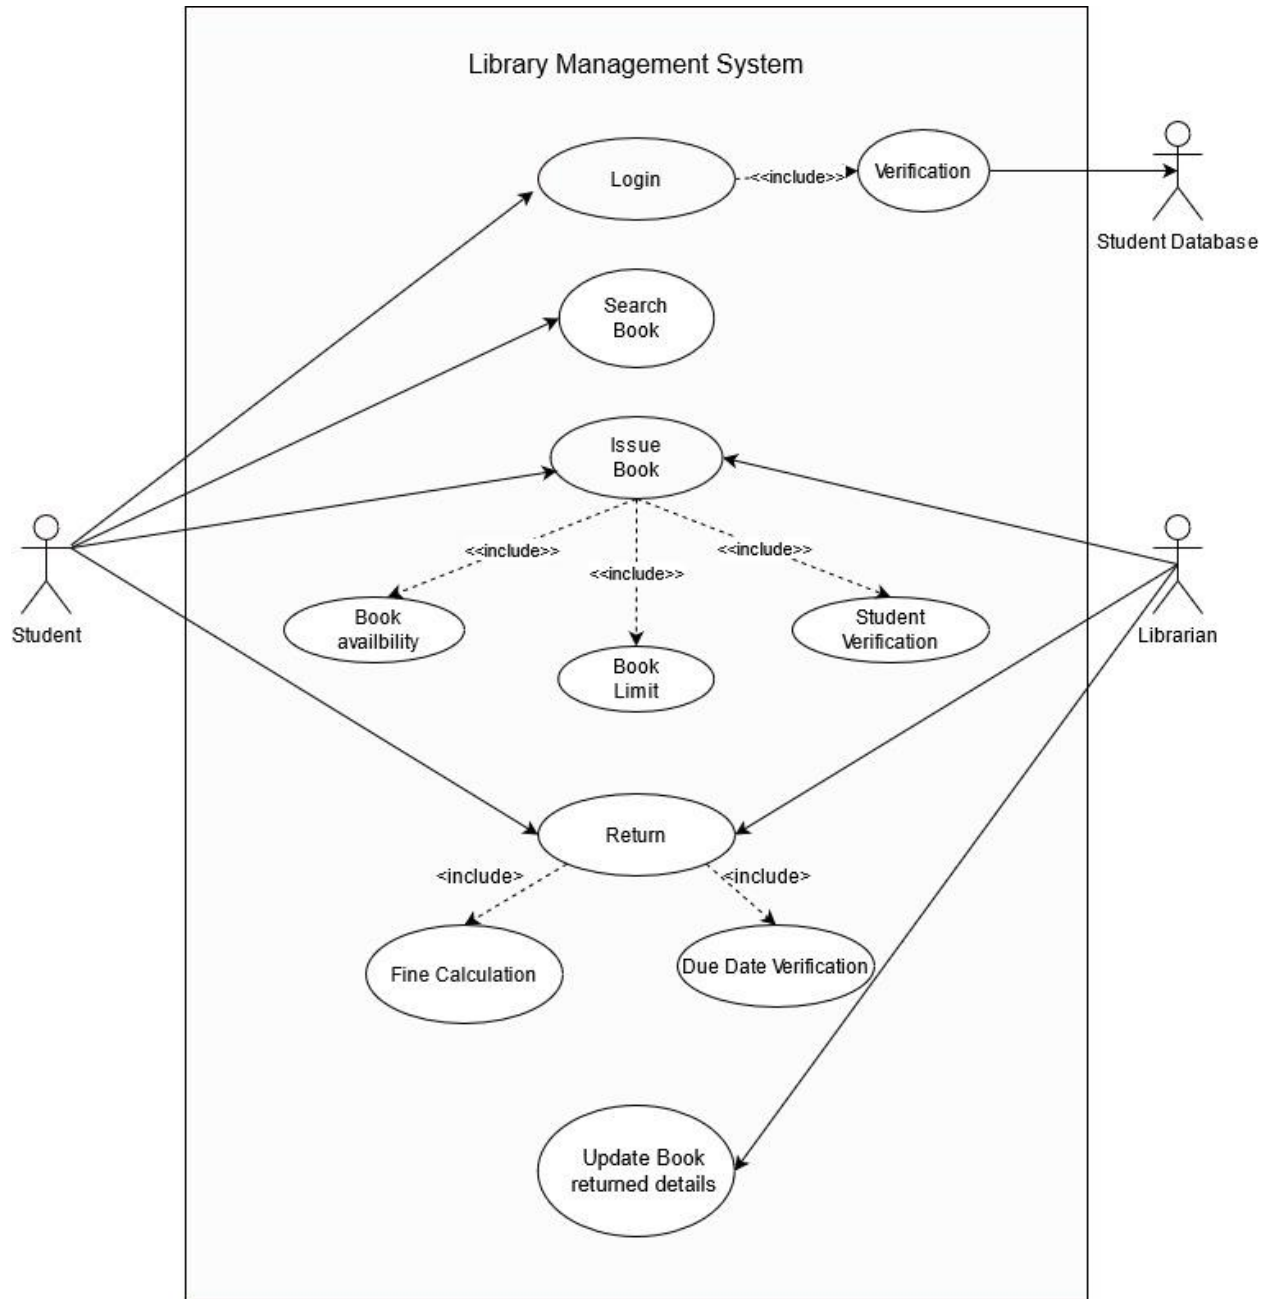 Library Management System
Login
<<include>>
Verification
Student Database
Search
Book
Issue
Book
<<include>>
<<include>>
<<include>>
Student
Librarian
Book
availbility
Book
Limit
Student
Verification
Return
<include>
<include>
Fine Calculation
Due Date Verification
Update Book
returned details